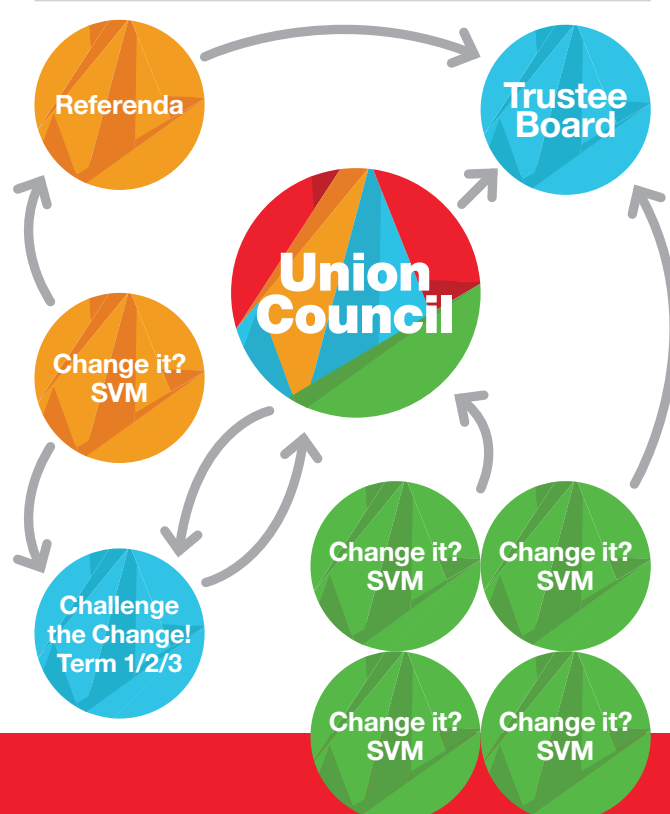 Referenda
Trustee
Board
Union
Council
Change it?
SVM
Challenge
the Change!
Term 1/2/3
Change it?
SVM
Change it?
SVM
Change it?
SVM
Change it?
SVM